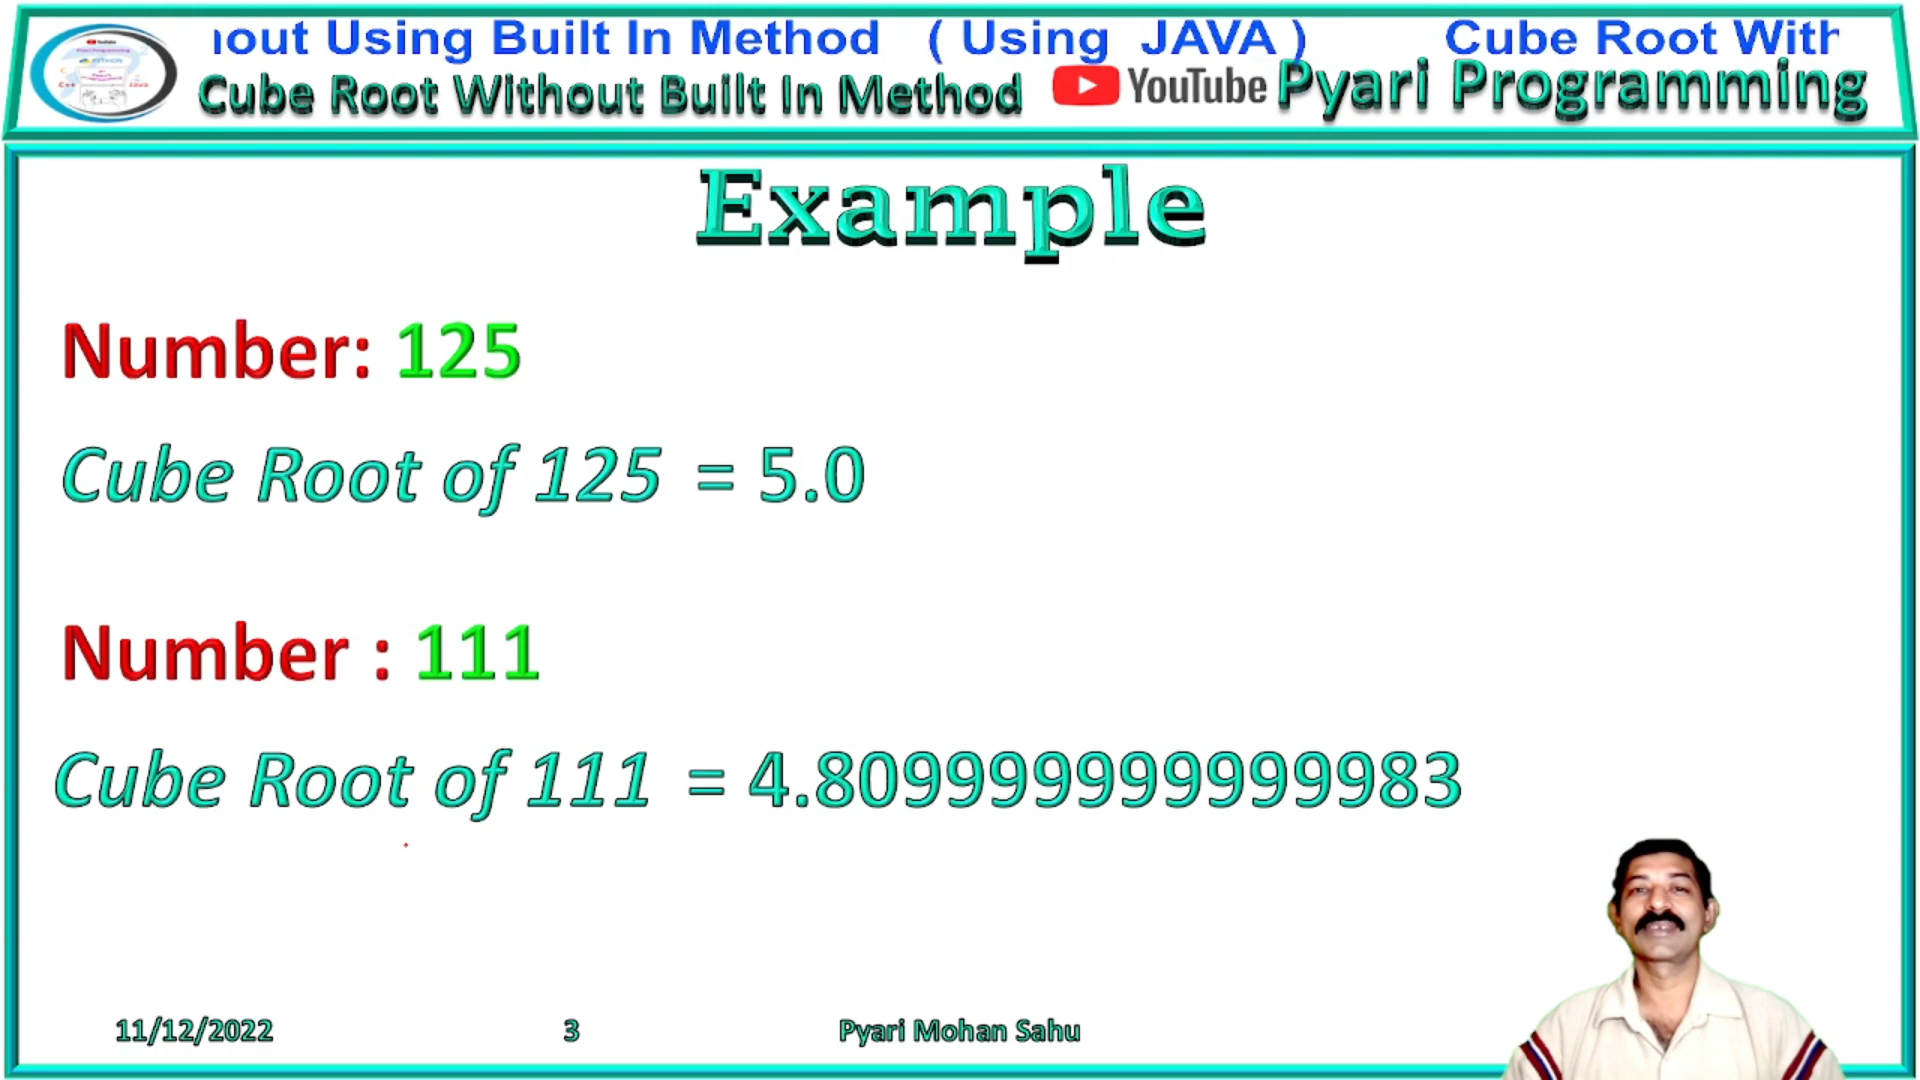 out Using Built In Method ( Using JAVA ) Cube Root With
Cube Root Without Built In Method YouTube Pyari Programming
Example
Number: 125
Cube Root of 125 = 5.0
Number : 111
Cube Root of 111 = 4.809999999999983
11/12/2022 3 Pyari Mohan Sahu